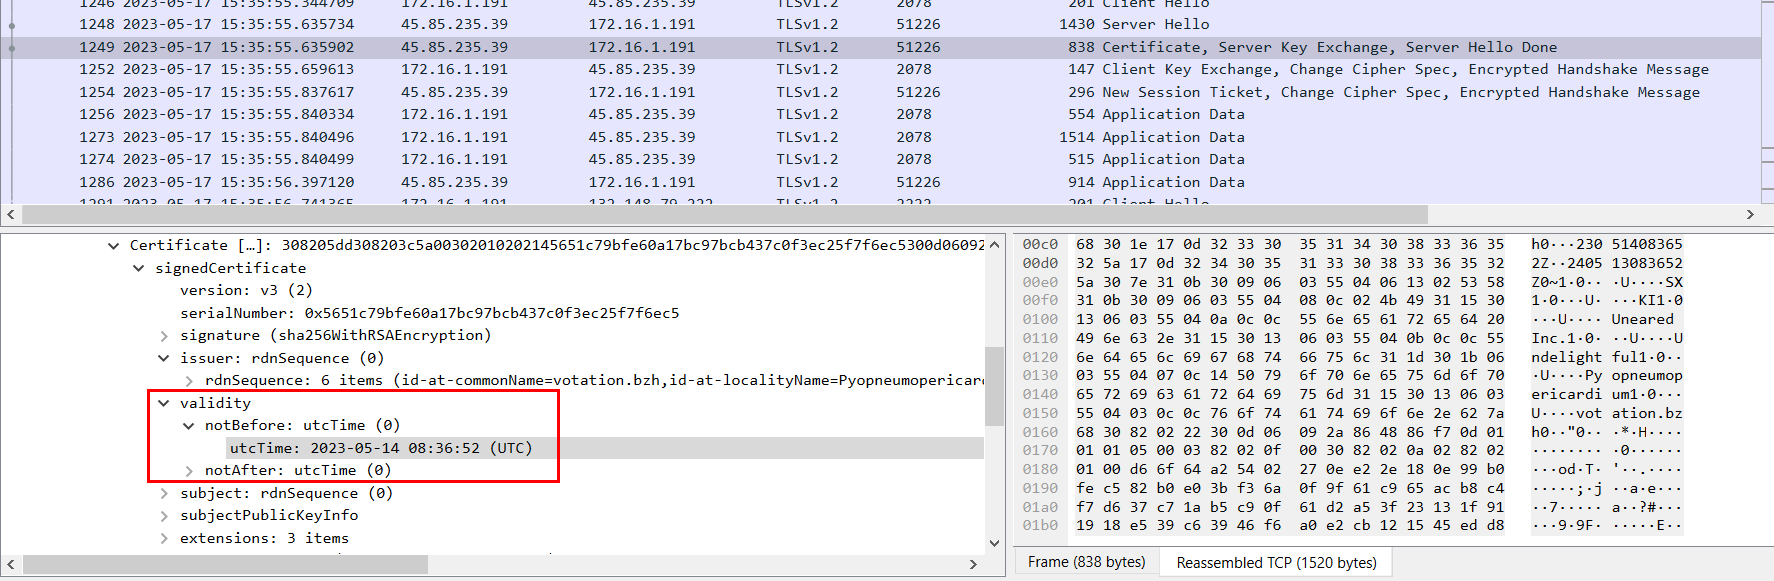 1246 2023-05-17 15:35:55.344709 172.16.1.191 45.85.235.39 TLSv1.2 2078 201 Client Hello
1248 2023-05-17 15:35:55.635734 45.85.235.39 172.16.1.191 TLSv1.2 51226 1430 Server Hello
1249 2023-05-17 15:35:55.635902 45.85.235.39 172.16.1.191 TLSv1.2 51226 838 Certificate, Server Key Exchange, Server Hello Done
1252 2023-05-17 15:35:55.659613 172.16.1.191 45.85.235.39 TLSv1.2 2078 147 Client Key Exchange, Change Cipher Spec, Encrypted Handshake Message
1254 2023-05-17 15:35:55.837617 45.85.235.39 172.16.1.191 TLSv1.2 51226 296 New Session Ticket, Change Cipher Spec, Encrypted Handshake Message
1256 2023-05-17 15:35:55.840334 172.16.1.191 45.85.235.39 TLSv1.2 2078 554 Application Data
1273 2023-05-17 15:35:55.840496 172.16.1.191 45.85.235.39 TLSv1.2 2078 1514 Application Data
1274 2023-05-17 15:35:55.840499 172.16.1.191 45.85.235.39 TLSv1.2 2078 515 Application Data
1286 2023-05-17 15:35:56.397120 45.85.235.39 172.16.1.191 TLSv1.2 51226 914 Application Data
1291 2023-05-17 15:35:56.741365 172.16.1.191 132.148.79.222 TLSv1.2 2222 201 Client Hello
Certificate […]: 308205dd308203c5a00302010202145651c79bfe60a17bc97bcb437c0f3ec25f7f6ec5300d06092
signedCertificate
version: v3 (2)
serialNumber: 0x5651c79bfe60a17bc97bcb437c0f3ec25f7f6ec5
signature (sha256WithRSAEncryption)
issuer: rdnSequence (0)
rdnSequence: 6 items (id-at-commonName=votation.bzh,id-at-localityName=Pyopneumopericard
validity
notBefore: utcTime (0)
utcTime: 2023-05-14 08:36:52 (UTC)
notAfter: utcTime (0)
subject: rdnSequence (0)
subjectPublicKeyInfo
extensions: 3 items
00c0 68 30 1e 17 0d 32 33 30 35 31 34 30 38 33 36 35 h0···230 51408365
00d0 32 5a 17 0d 32 34 30 35 31 33 30 38 33 36 35 32 2Z··2405 13083652
00e0 5a 30 7e 31 0b 30 09 06 03 55 04 06 13 02 53 58 Z0~1·0·· ·U····SX
00f0 31 0b 30 09 06 03 55 04 08 0c 02 4b 49 31 15 30 1·0···U· ···KI1·0
0100 13 06 03 55 04 0a 0c 0c 55 6e 65 61 72 65 64 20 ···U···· Uneared
0110 49 6e 63 2e 31 15 30 13 06 03 55 04 0b 0c 0c 55 Inc.1·0· ··U····U
0120 6e 64 65 6c 69 67 68 74 66 75 6c 31 1d 30 1b 06 ndelight ful1·0··
0130 03 55 04 07 0c 14 50 79 6f 70 6e 65 75 6d 6f 70 ·U····Py opneumop
0140 65 72 69 63 61 72 64 69 75 6d 31 15 30 13 06 03 ericardi um1·0···
0150 55 04 03 0c 0c 76 6f 74 61 74 69 6f 6e 2e 62 7a U····vot ation.bz
0160 68 30 82 02 22 30 0d 06 09 2a 86 48 86 f7 0d 01 h0··"0·· ·*·H····
0170 01 01 05 00 03 82 02 0f 00 30 82 02 0a 02 82 02 ········ ·0······
0180 01 00 d6 6f 64 a2 54 02 27 0e e2 2e 18 0e 99 b0 ···od·T· '··.····
0190 fe c5 82 b0 e0 3b f3 6a 0f 9f 61 c9 65 ac b8 c4 ·····;·j ··a·e···
01a0 f7 d6 37 c7 1a b5 c9 0f 61 d2 a5 3f 23 13 1f 91 ··7····· a··?#···
01b0 19 18 e5 39 c6 39 46 f6 a0 e2 cb 12 15 45 ed d8 ···9·9F· ·····E··
Frame (838 bytes) Reassembled TCP (1520 bytes)